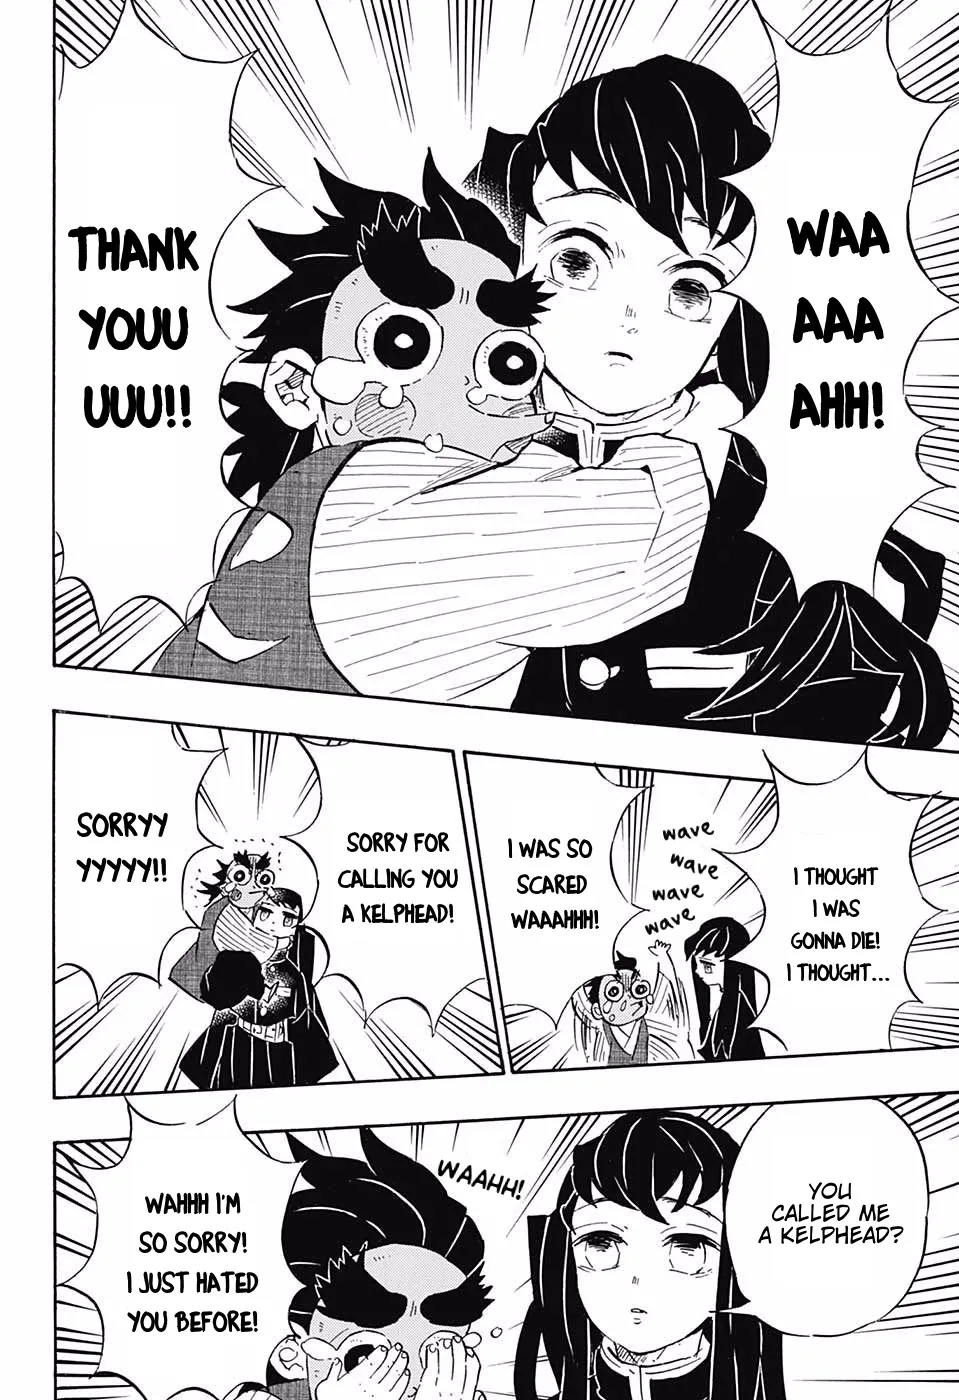 WAA
AAA
AHH!
THANK
YOUU
UUU!!
I THOUGHT
I WAS
GONNA DIE!
I THOUGHT...
wave
wave
wave
wave
I WAS SO
SCARED
WAAAHHH!
SORRY FOR
CALLING YOU
A KELPHEAD!
SORRYY
YYYYY!!
YOU
CALLED ME
A KELPHEAD?
WAAHH!
WAHHH I'M
SO SORRY!
I JUST HATED
YOU BEFORE!